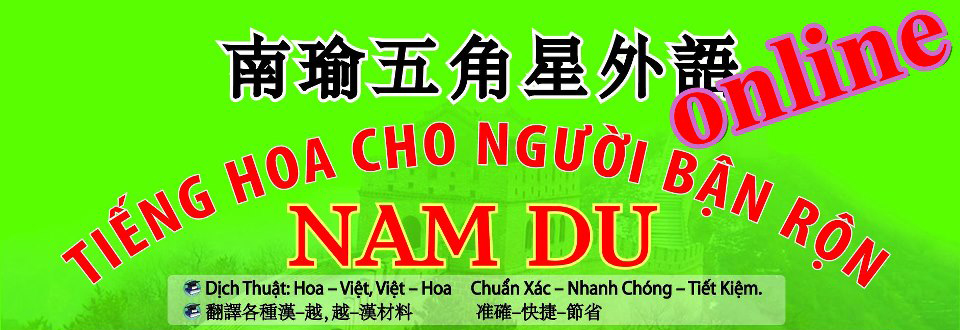 南瑜五角星外語
online
TIẾNG HOA CHO NGƯỜI BẬN RỘN
NAM DU
Dịch Thuật: Hoa – Việt, Việt – Hoa Chuẩn Xác – Nhanh Chóng – Tiết Kiệm.
翻譯各種漢–越, 越–漢材料 准確–快捷–節省